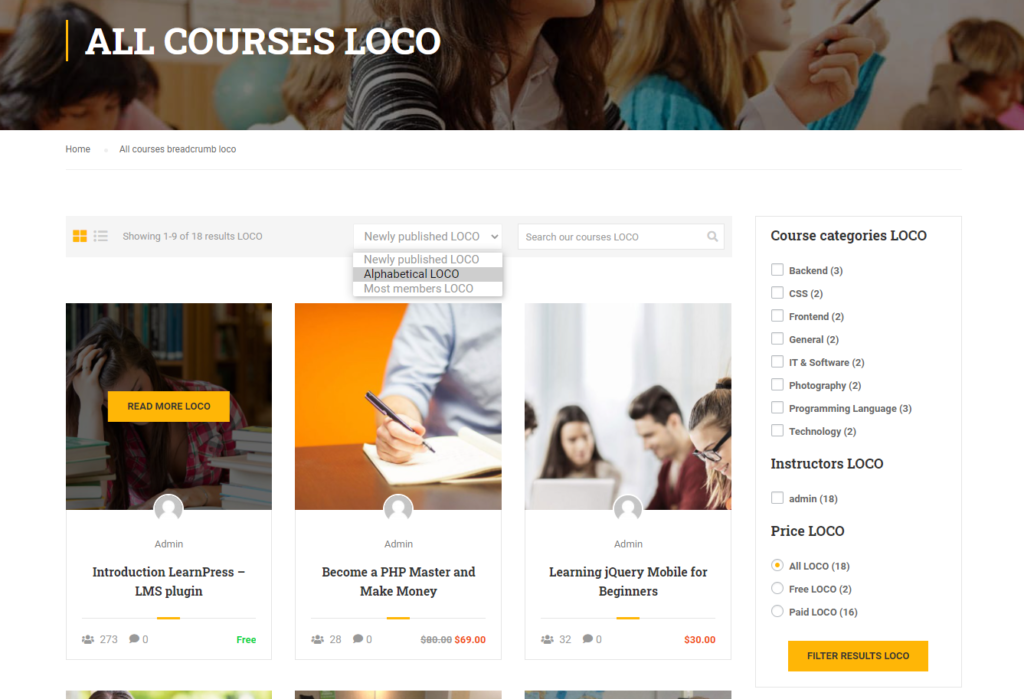 ALL COURSES LOCO
Home
All courses breadcrumb loco
Showing 1-9 of 18 results LOCO
Newly published LOCO
Search our courses LOCO
Newly published LOCO
Alphabetical LOCO
Most members LOCO
READ MORE LOCO
Admin
Introduction LearnPress –
LMS plugin
273
0
Free
Admin
Become a PHP Master and
Make Money
28
0
$80.00 $69.00
Admin
Learning jQuery Mobile for
Beginners
32
0
$30.00
Course categories LOCO
Backend (3)
CSS (2)
Frontend (2)
General (2)
IT & Software (2)
Photography (2)
Programming Language (3)
Technology (2)
Instructors LOCO
admin (18)
Price LOCO
All LOCO (18)
Free LOCO (2)
Paid LOCO (16)
FILTER RESULTS LOCO